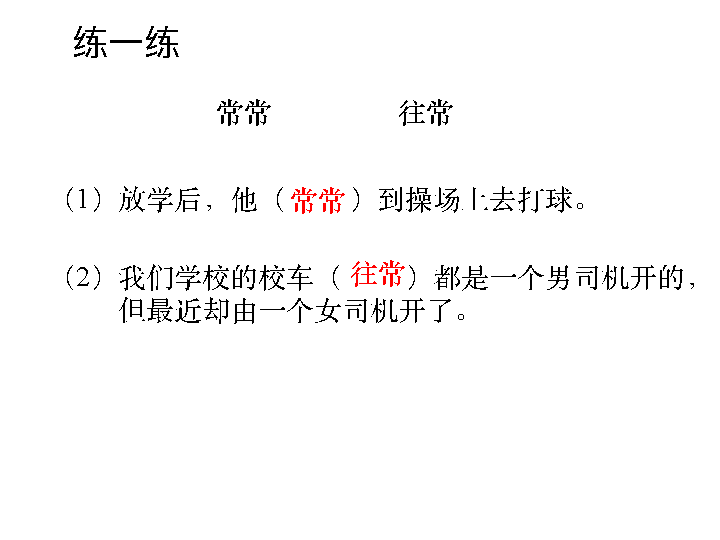 练一练
常常 往常
（1）放学后，他（常常）到操场上去打球。
（2）我们学校的校车（往常）都是一个男司机开的，
但最近却由一个女司机开了。